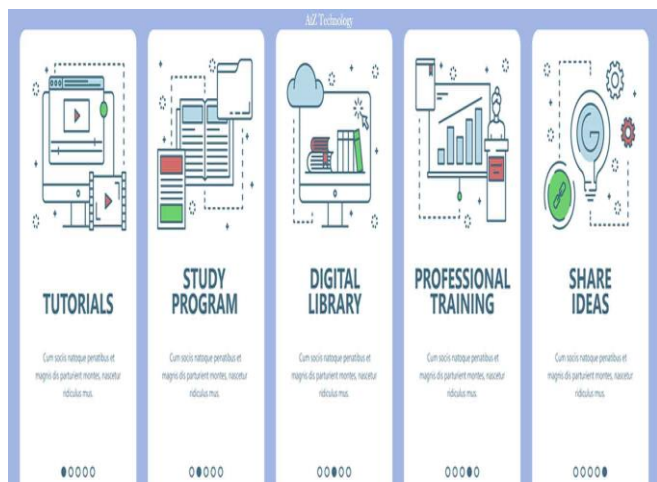 AiZ Technology
TUTORIALS
Cum sociis natoque penatibus et
magnis dis parturient montes, nascetur
ridiculus mus.
STUDY
PROGRAM
Cum sociis natoque penatibus et
magnis dis parturient montes, nascetur
ridiculus mus.
DIGITAL
LIBRARY
Cum sociis natoque penatibus et
magnis dis parturient montes, nascetur
ridiculus mus.
PROFESSIONAL
TRAINING
Cum sociis natoque penatibus et
magnis dis parturient montes, nascetur
ridiculus mus.
SHARE
IDEAS
Cum sociis natoque penatibus et
magnis dis parturient montes, nascetur
ridiculus mus.